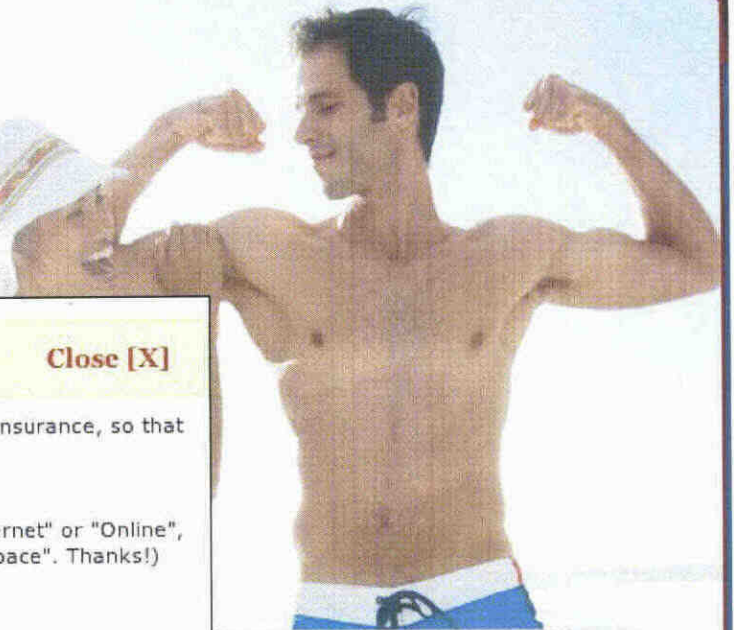 Close [X]
nsurance, so that
rnet" or "Online",
pace". Thanks!)